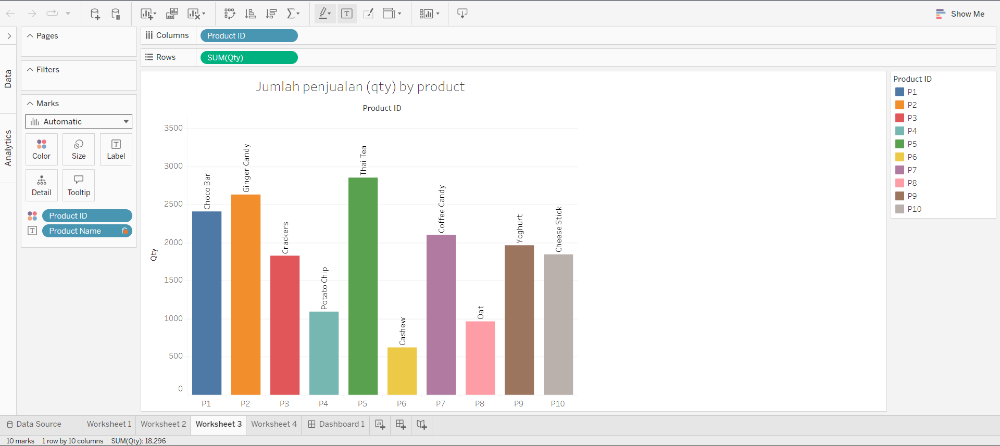 Show Me
Pages
Columns
Product ID
Rows
SUM(Qty)
Data
Analytics
Filters
Marks
Automatic
Color
Size
Label
Detail
Tooltip
Product ID
Product Name
Jumlah penjualan (qty) by product
Product ID
Qty
3500
3000
2500
2000
1500
1000
500
0
Choco Bar
Ginger Candy
Crackers
Potato Chip
Thai Tea
Cashew
Coffee Candy
Oat
Yoghurt
Cheese Stick
P1 P2 P3 P4 P5 P6 P7 P8 P9 P10
Product ID
P1
P2
P3
P4
P5
P6
P7
P8
P9
P10
Data Source Worksheet 1 Worksheet 2 Worksheet 3 Worksheet 4 Dashboard 1
10 marks 1 row by 10 columns SUM(Qty): 18,296